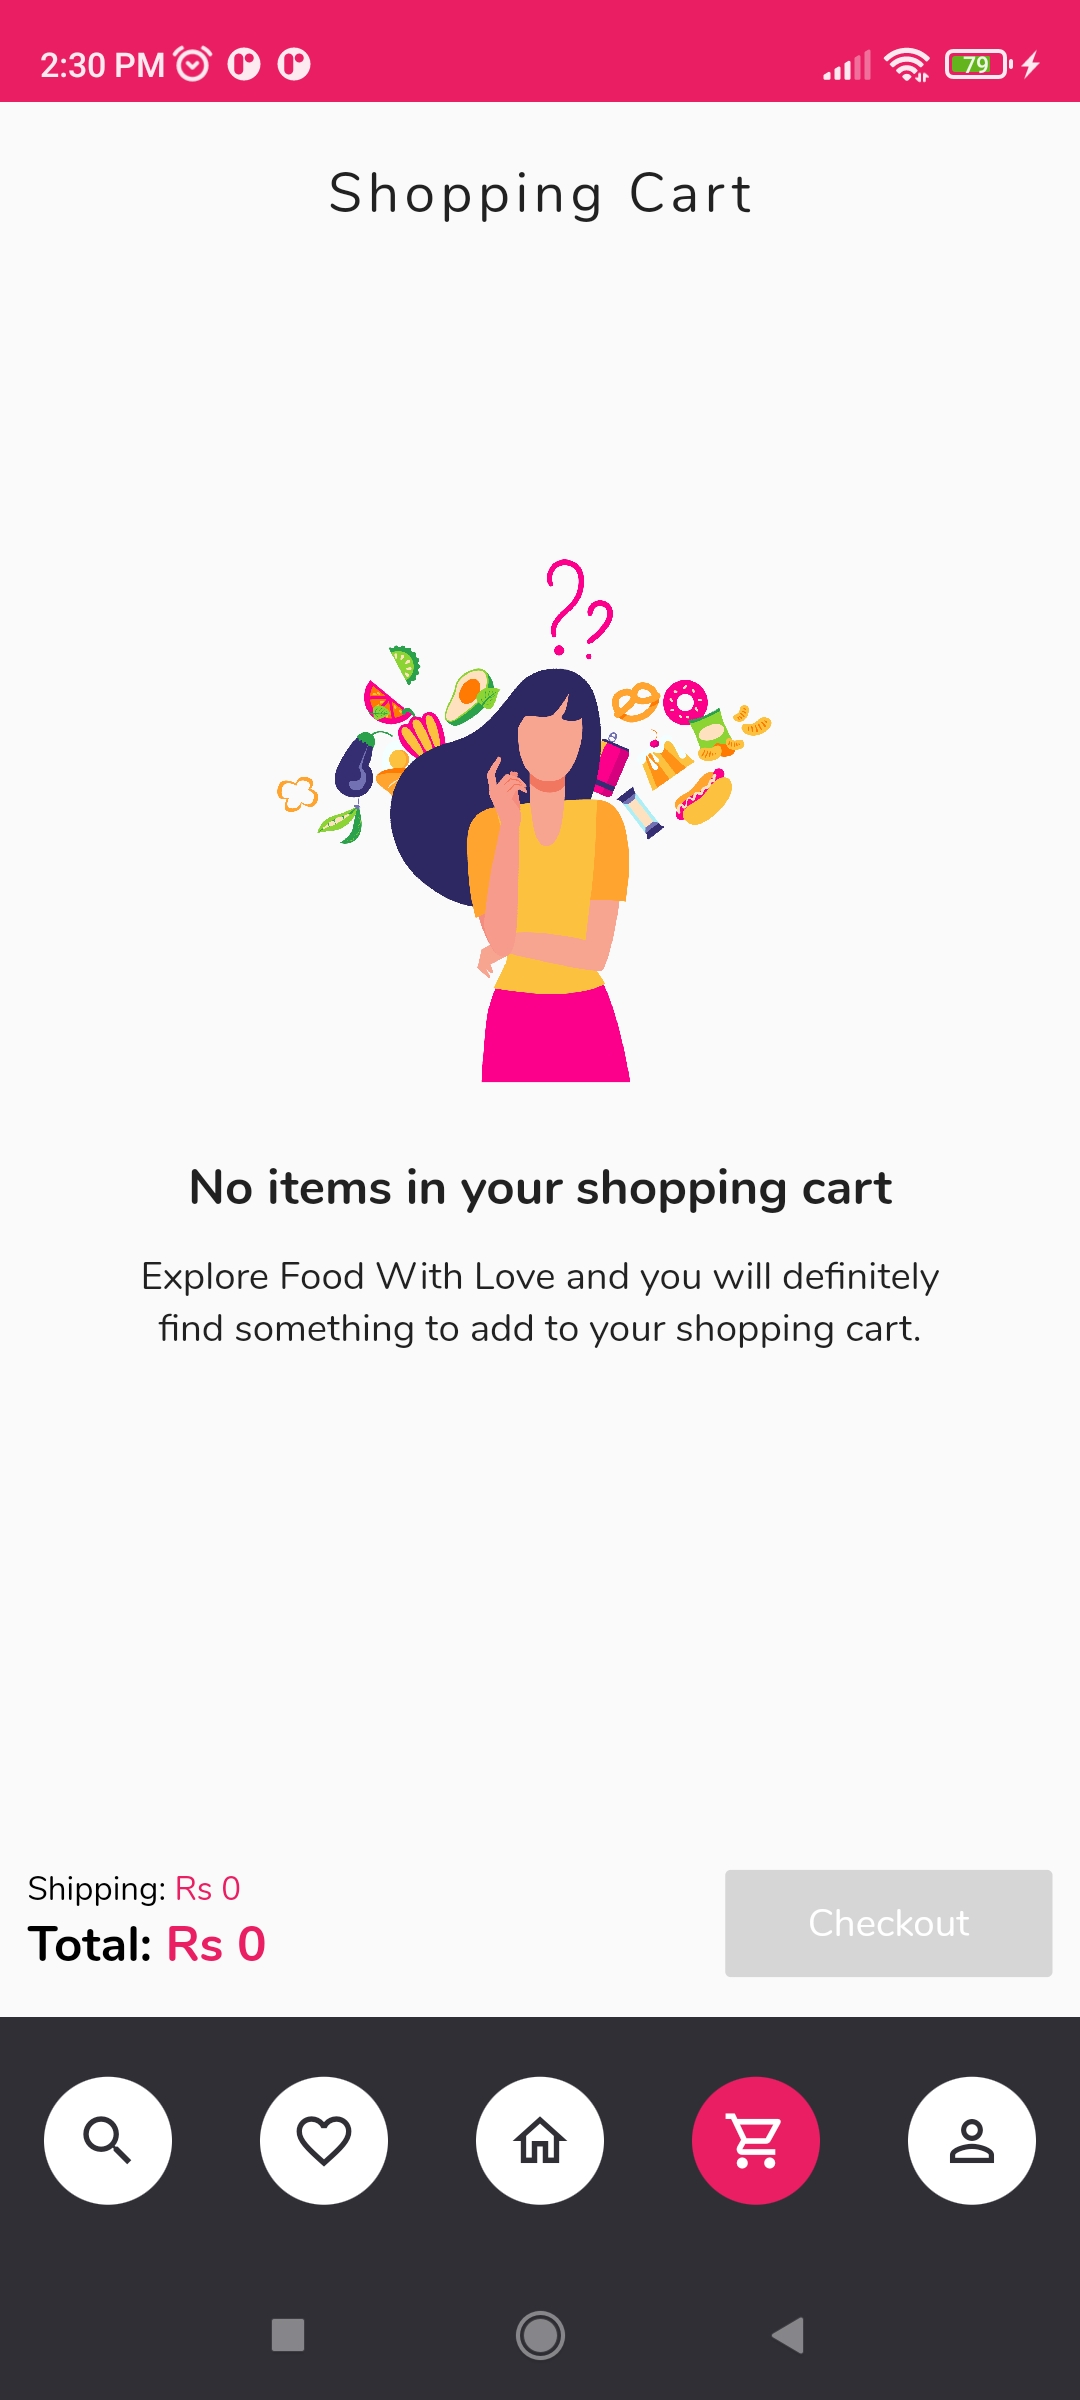 2:30 PM
79
Shopping Cart
??
No items in your shopping cart
Explore Food With Love and you will definitely
find something to add to your shopping cart.
Shipping: Rs 0
Total: Rs 0
Checkout